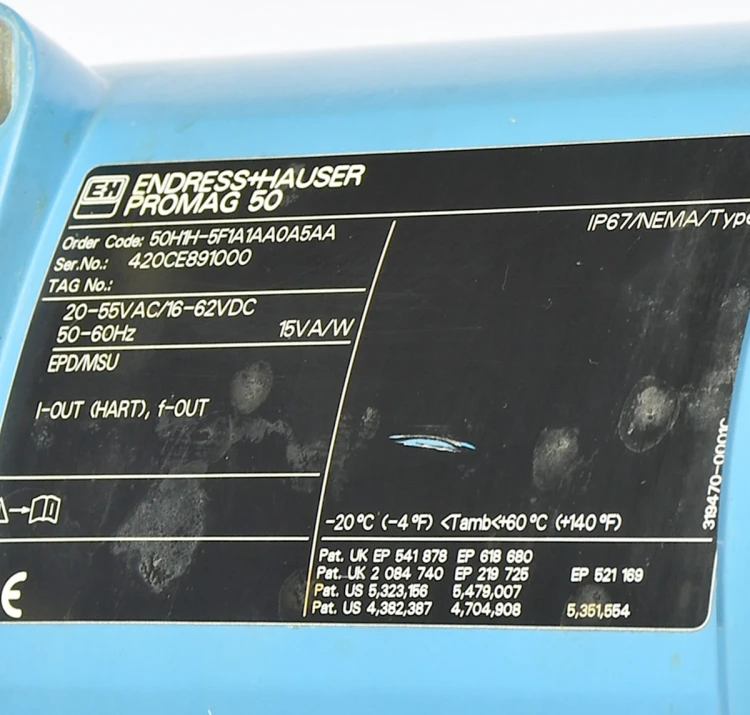 E+H ENDRESS+HAUSER
PROMAG 50
IP67/NEMA/Type
Order Code: 50H1H-5F1A1AA0A5AA
Ser.No.: 420CE891000
TAG No.:
20-55VAC/16-62VDC
50-60Hz 15VA/W
EPD/MSU
I-OUT (HART), f-OUT
-20°C (-4°F) <Tamb<+60°C (+140°F)
Pat. UK EP 541 878 EP 618 680
Pat. UK 2 084 740 EP 219 725 EP 521 169
Pat. US 5,323,156 5,479,007
Pat. US 4,382,387 4,704,908 5,351,554
CE